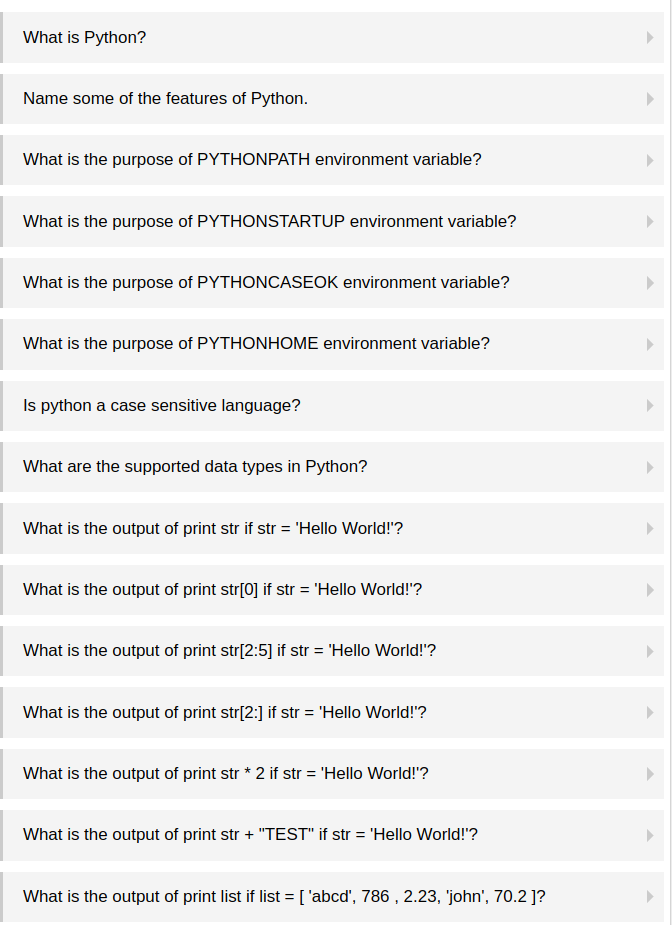 What is Python?
Name some of the features of Python.
What is the purpose of PYTHONPATH environment variable?
What is the purpose of PYTHONSTARTUP environment variable?
What is the purpose of PYTHONCASEOK environment variable?
What is the purpose of PYTHONHOME environment variable?
Is python a case sensitive language?
What are the supported data types in Python?
What is the output of print str if str = 'Hello World!'?
What is the output of print str[0] if str = 'Hello World!'?
What is the output of print str[2:5] if str = 'Hello World!'?
What is the output of print str[2:] if str = 'Hello World!'?
What is the output of print str * 2 if str = 'Hello World!'?
What is the output of print str + "TEST" if str = 'Hello World!'?
What is the output of print list if list = [ 'abcd', 786 , 2.23, 'john', 70.2 ]?